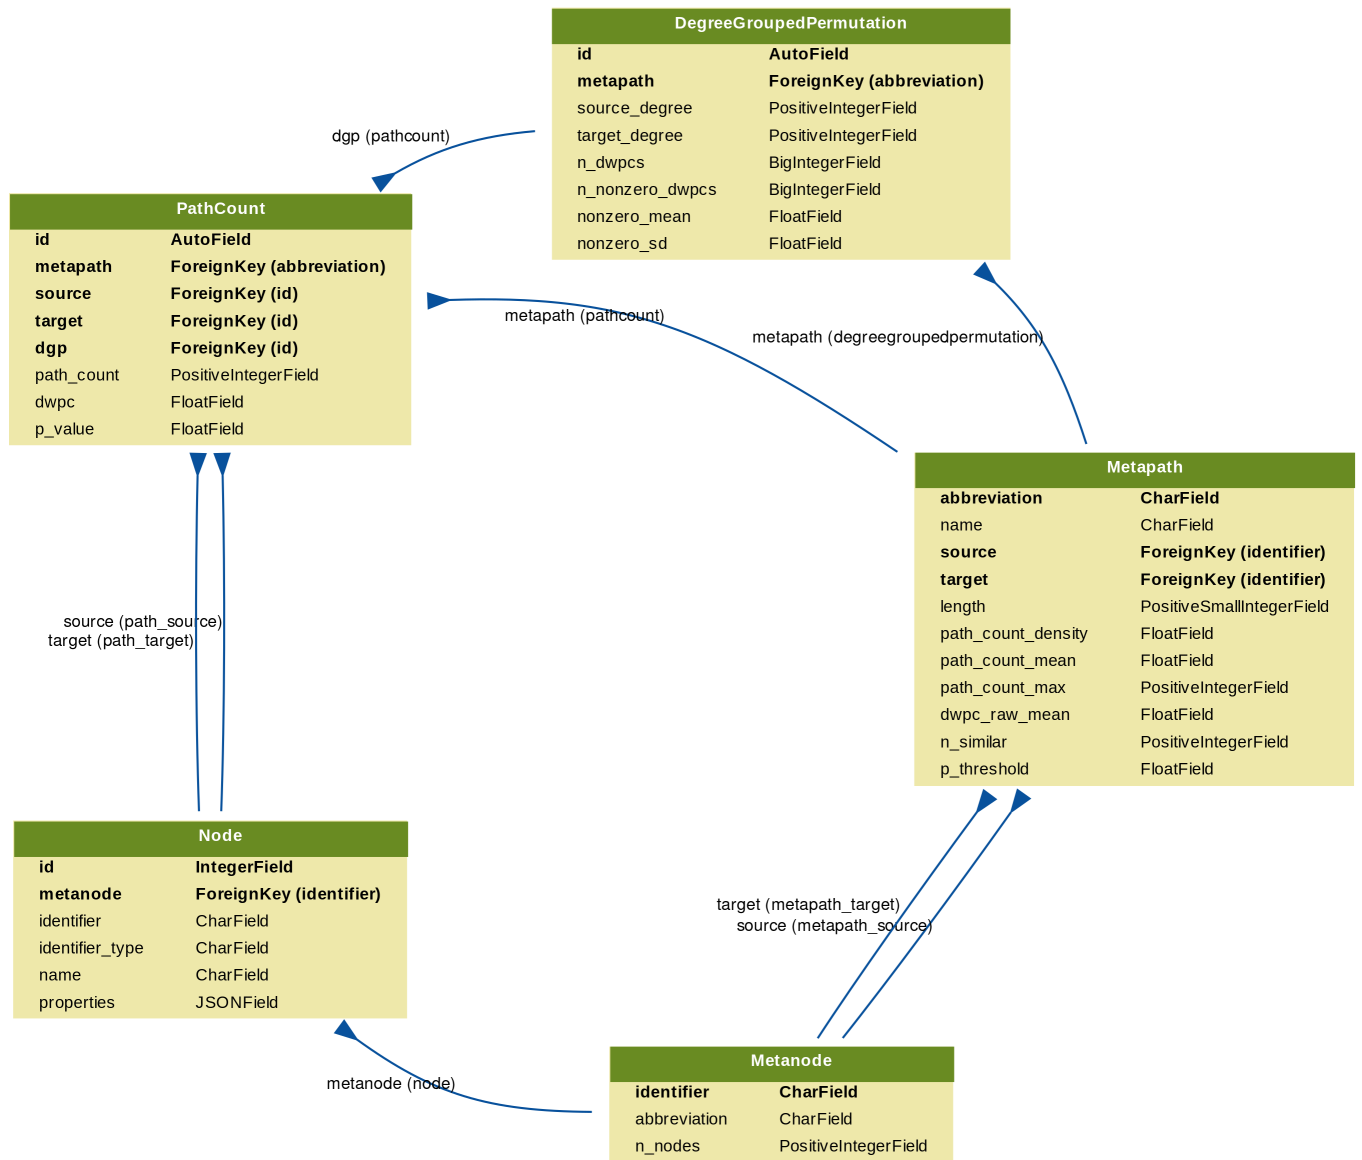 DegreeGroupedPermutation
id AutoField
metapath ForeignKey (abbreviation)
source_degree PositiveIntegerField
target_degree PositiveIntegerField
n_dwpcs BigIntegerField
n_nonzero_dwpcs BigIntegerField
nonzero_mean FloatField
nonzero_sd FloatField
dgp (pathcount)
PathCount
id AutoField
metapath ForeignKey (abbreviation)
source ForeignKey (id)
target ForeignKey (id)
dgp ForeignKey (id)
path_count PositiveIntegerField
dwpc FloatField
p_value FloatField
metapath (pathcount)
metapath (degreegroupedpermutation)
Metapath
abbreviation CharField
name CharField
source ForeignKey (identifier)
target ForeignKey (identifier)
length PositiveSmallIntegerField
path_count_density FloatField
path_count_mean FloatField
path_count_max PositiveIntegerField
dwpc_raw_mean FloatField
n_similar PositiveIntegerField
p_threshold FloatField
source (path_source)
target (path_target)
Node
id IntegerField
metanode ForeignKey (identifier)
identifier CharField
identifier_type CharField
name CharField
properties JSONField
target (metapath_target)
source (metapath_source)
metanode (node)
Metanode
identifier CharField
abbreviation CharField
n_nodes PositiveIntegerField